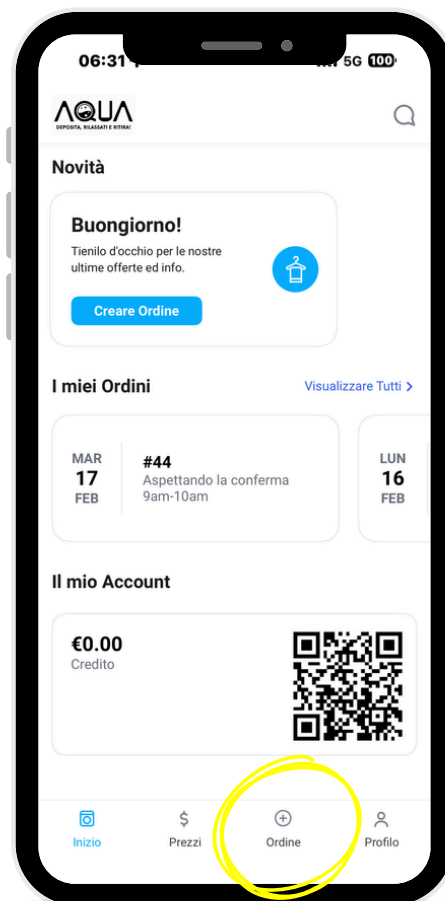 06:31
5G 100
AQUA
DEPOSITA, RILASSATI E RITIRA!
Novità
Buongiorno!
Tienilo d'occhio per le nostre
ultime offerte ed info.
Creare Ordine
I miei Ordini
Visualizzare Tutti >
MAR
17
FEB
#44
Aspettando la conferma
9am-10am
LUN
16
FEB
Il mio Account
€0.00
Credito
Inizio
$
Prezzi
Ordine
Profilo